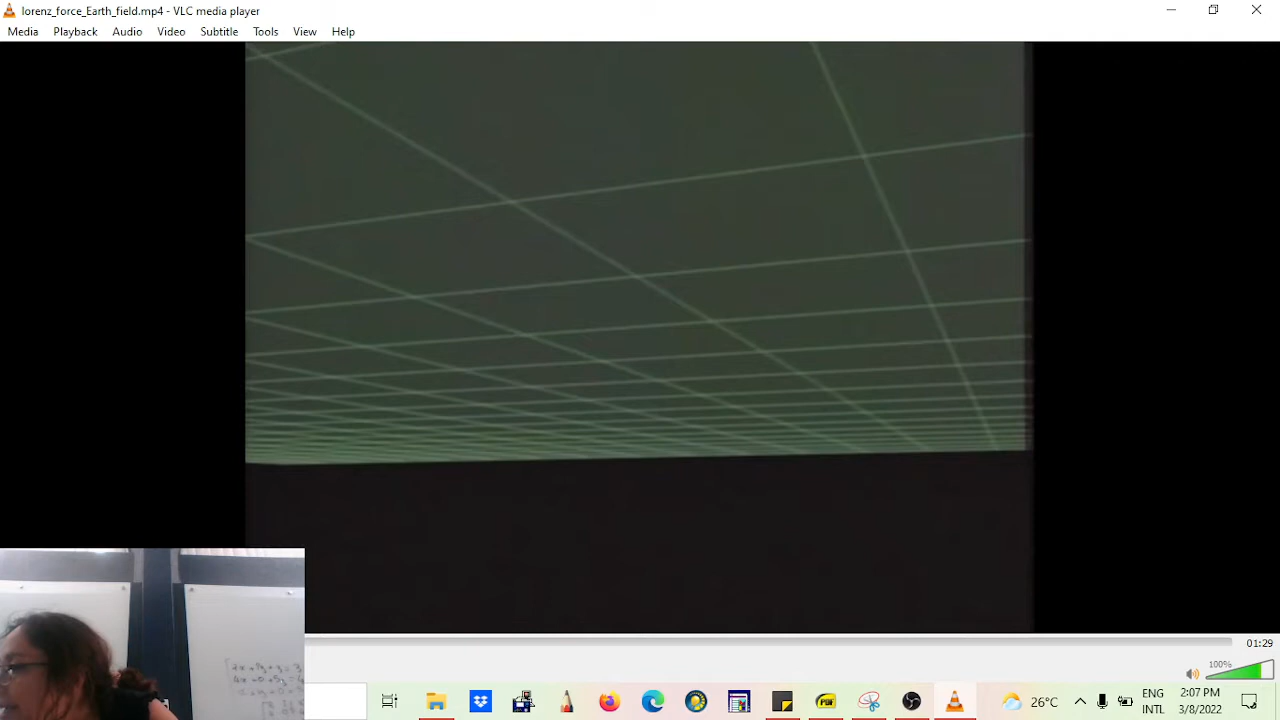 lorenz_force_Earth_field.mp4 - VLC media player
Media Playback Audio Video Subtitle Tools View Help
01:29
100%
PDF
26°C
ENG
INTL
2:07 PM
3/8/2022